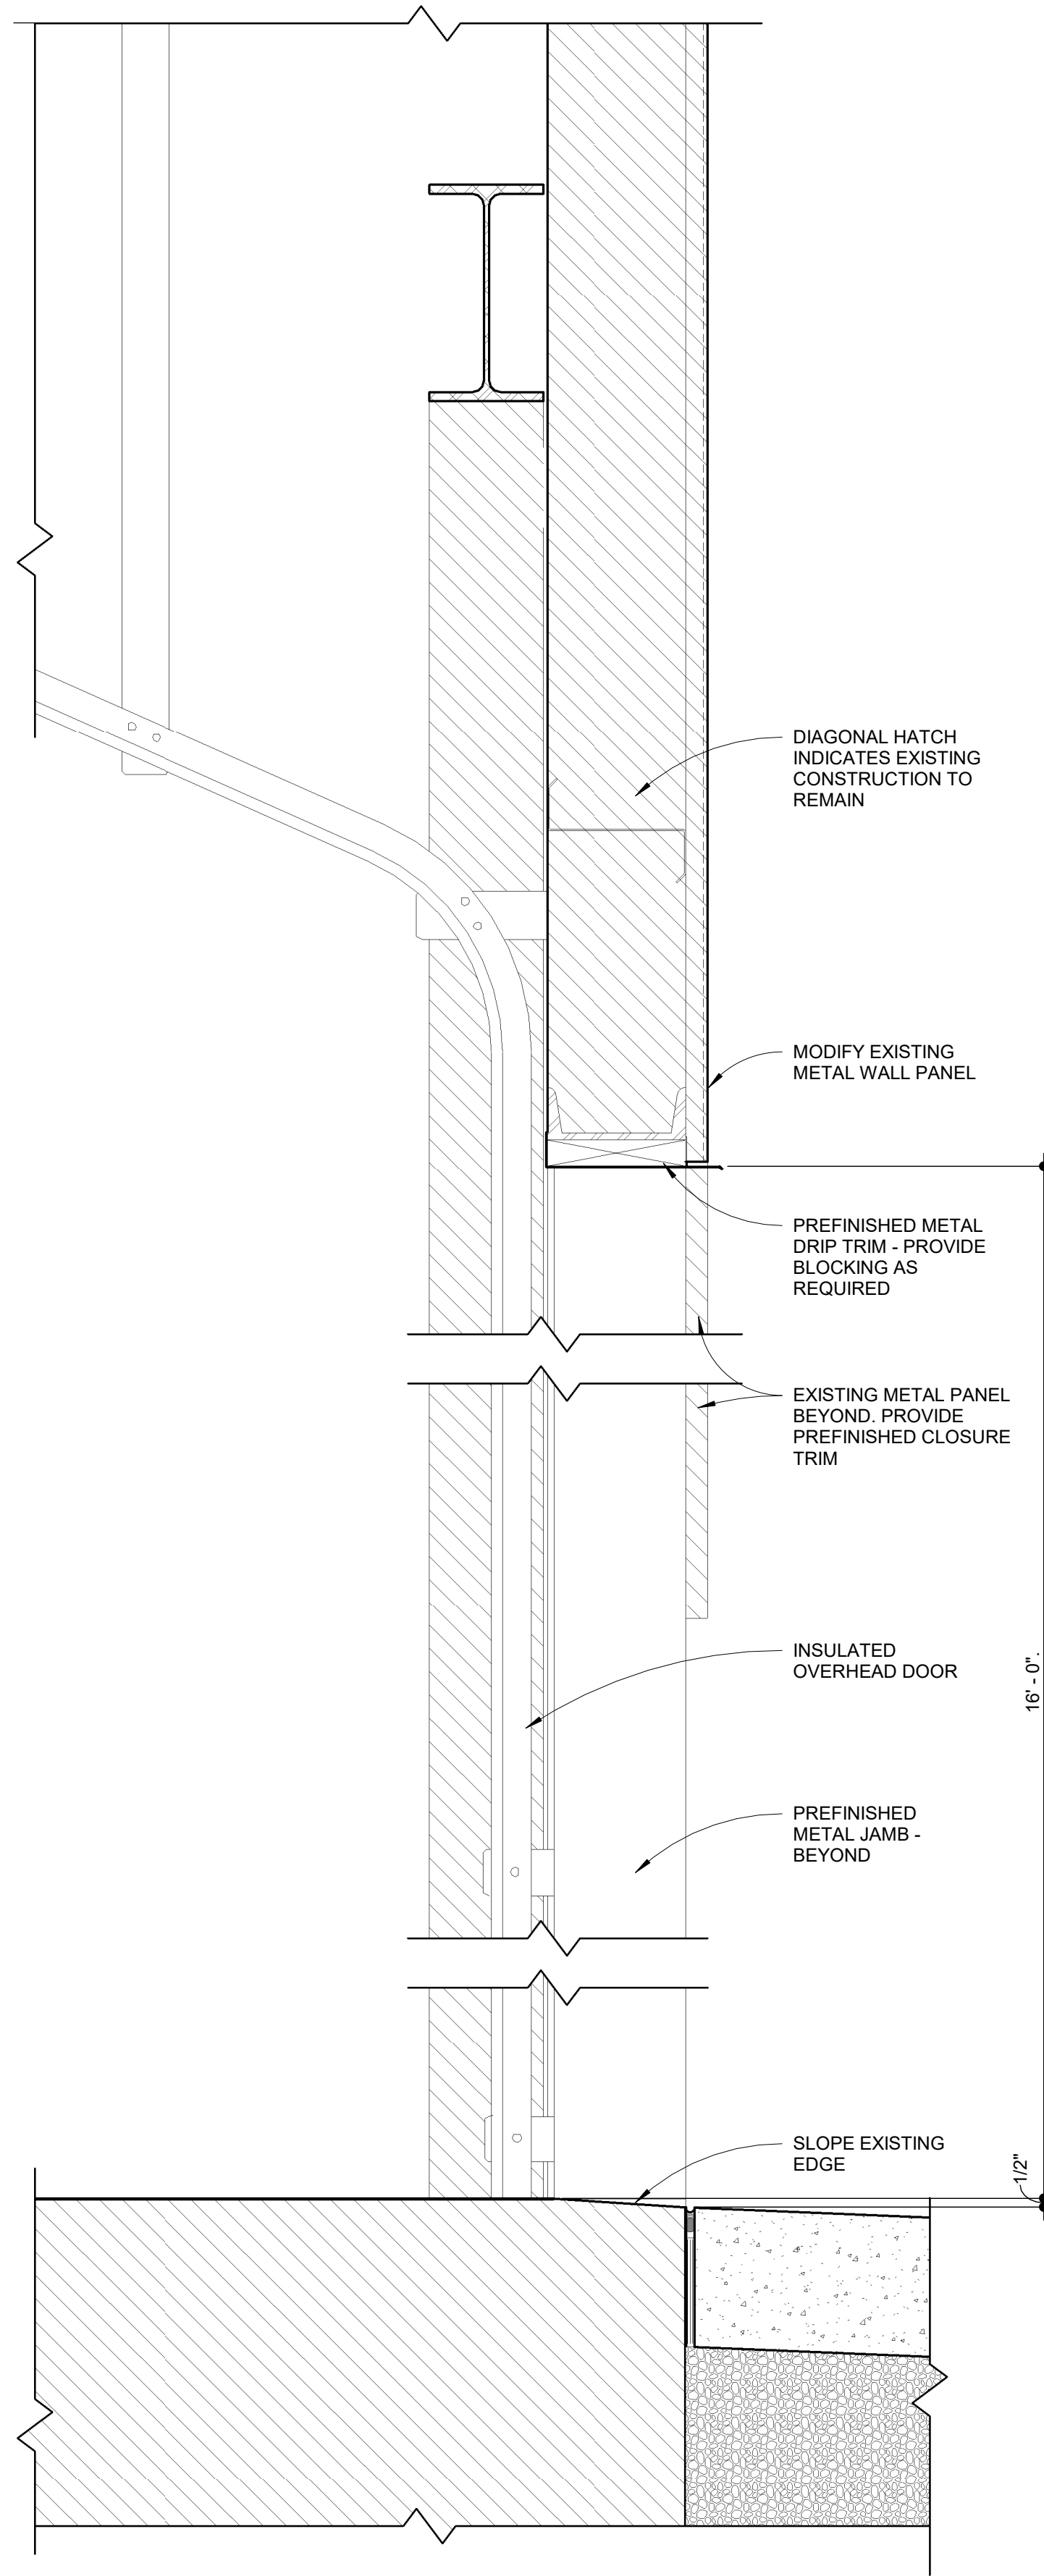 DIAGONAL HATCH
INDICATES EXISTING
CONSTRUCTION TO
REMAIN
MODIFY EXISTING
METAL WALL PANEL
PREFINISHED METAL
DRIP TRIM - PROVIDE
BLOCKING AS
REQUIRED
EXISTING METAL PANEL
BEYOND. PROVIDE
PREFINISHED CLOSURE
TRIM
INSULATED
OVERHEAD DOOR
16' - 0".
PREFINISHED
METAL JAMB -
BEYOND
SLOPE EXISTING
EDGE
1/2"